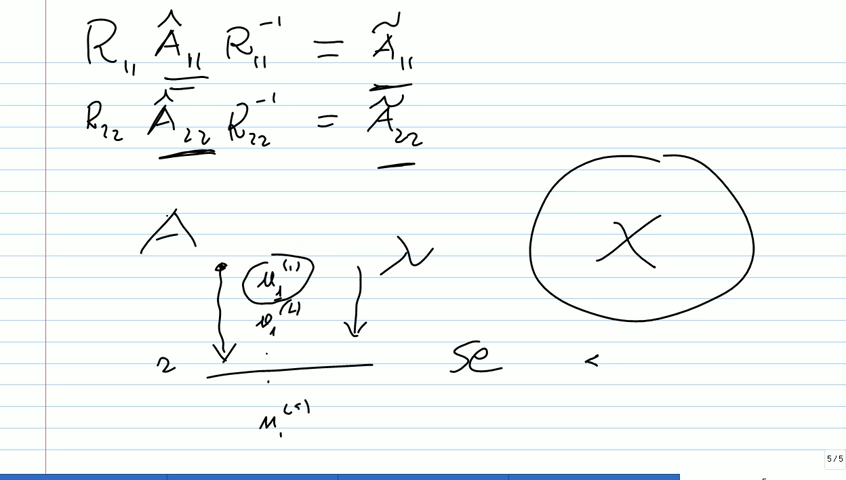 R₁₁ Â₁₁ R₁₁⁻¹ = Ã₁₁
R₂₂ Â₂₂ R₂₂⁻¹ = Ã₂₂
A
λ
X
u₁⁽¹⁾
2
se <
5 / 5